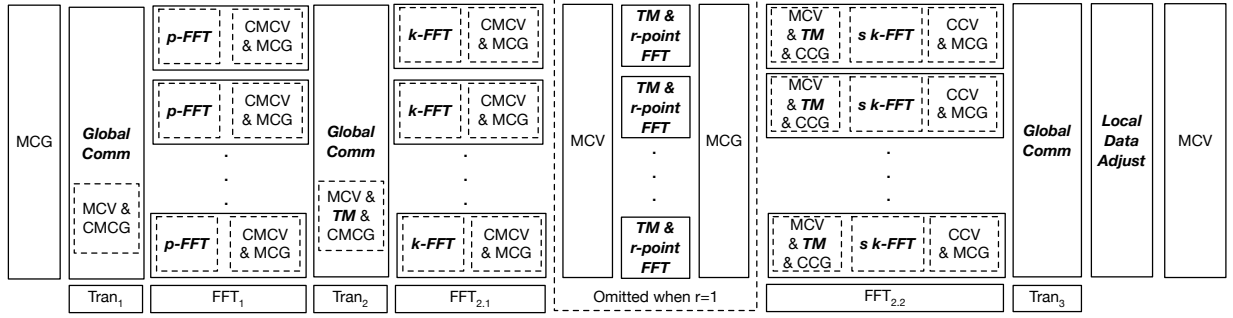 MCG
Global
Comm
MCV &
CMCG
p-FFT
CMCV
& MCG
p-FFT
CMCV
& MCG
.
.
.
p-FFT
CMCV
& MCG
Global
Comm
MCV &
TM &
CMCG
k-FFT
CMCV
& MCG
k-FFT
CMCV
& MCG
.
.
.
k-FFT
CMCV
& MCG
MCV
TM &
r-point
FFT
TM &
r-point
FFT
.
.
.
TM &
r-point
FFT
MCG
MCV
& TM
& CCG
s k-FFT
CCV
& MCG
MCV
& TM
& CCG
s k-FFT
CCV
& MCG
.
.
.
MCV
& TM
& CCG
s k-FFT
CCV
& MCG
Global
Comm
Local
Data
Adjust
MCV
Tran1
FFT1
Tran2
FFT2.1
Omitted when r=1
FFT2.2
Tran3